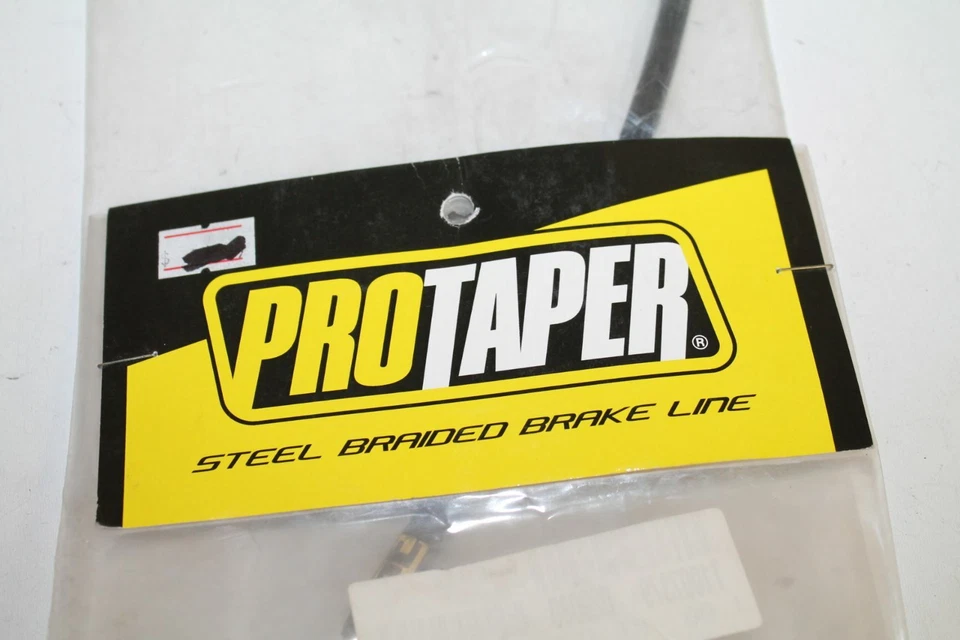 PROTAPER®
STEEL BRAIDED BRAKE LINE